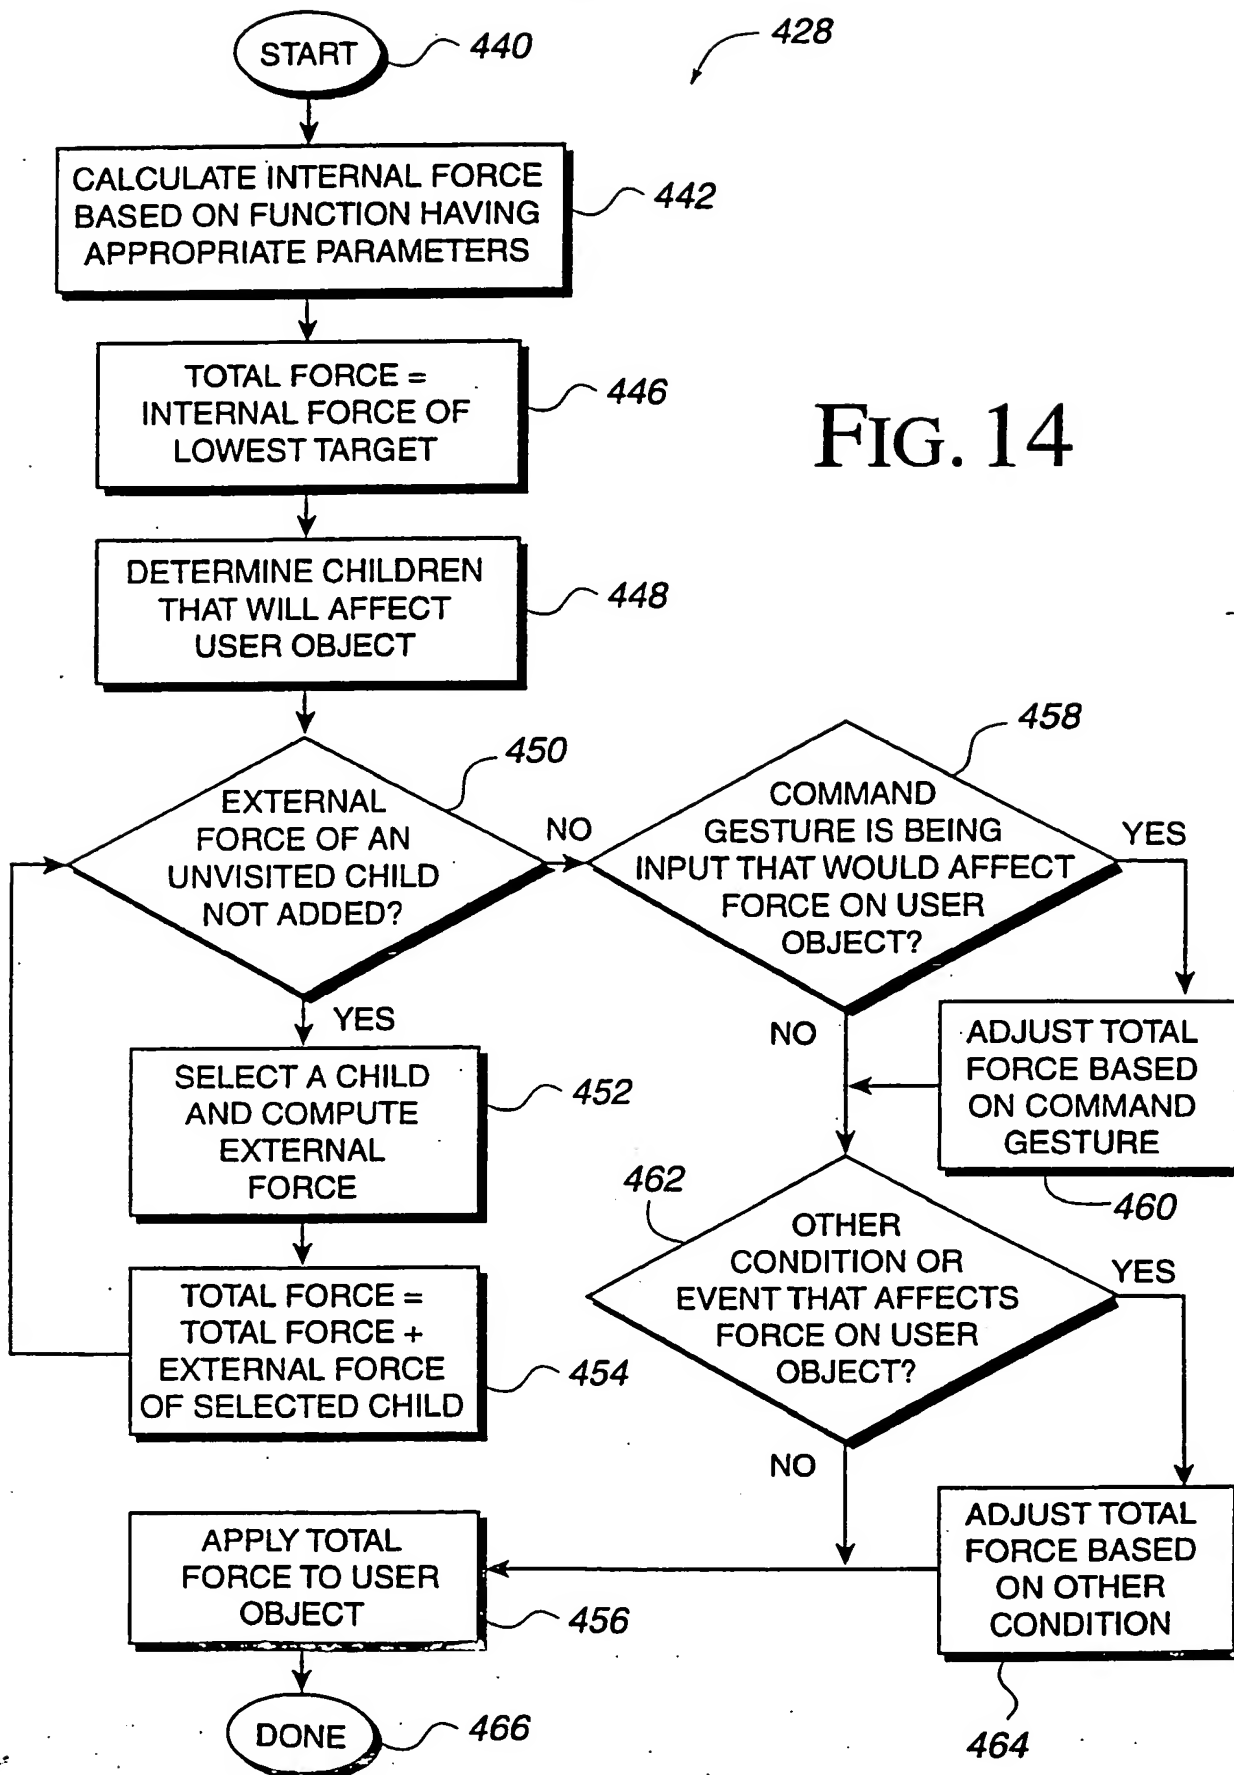 START
440
428
CALCULATE INTERNAL FORCE
BASED ON FUNCTION HAVING
APPROPRIATE PARAMETERS
442
TOTAL FORCE =
INTERNAL FORCE OF
LOWEST TARGET
446
FIG. 14
DETERMINE CHILDREN
THAT WILL AFFECT
USER OBJECT
448
EXTERNAL
FORCE OF AN
UNVISITED CHILD
NOT ADDED?
450
NO
YES
COMMAND
GESTURE IS BEING
INPUT THAT WOULD AFFECT
FORCE ON USER
OBJECT?
458
YES
NO
SELECT A CHILD
AND COMPUTE
EXTERNAL
FORCE
452
ADJUST TOTAL
FORCE BASED
ON COMMAND
GESTURE
460
TOTAL FORCE =
TOTAL FORCE +
EXTERNAL FORCE
OF SELECTED CHILD
454
462
OTHER
CONDITION OR
EVENT THAT AFFECTS
FORCE ON USER
OBJECT?
YES
NO
APPLY TOTAL
FORCE TO USER
OBJECT
456
ADJUST TOTAL
FORCE BASED
ON OTHER
CONDITION
464
DONE
466